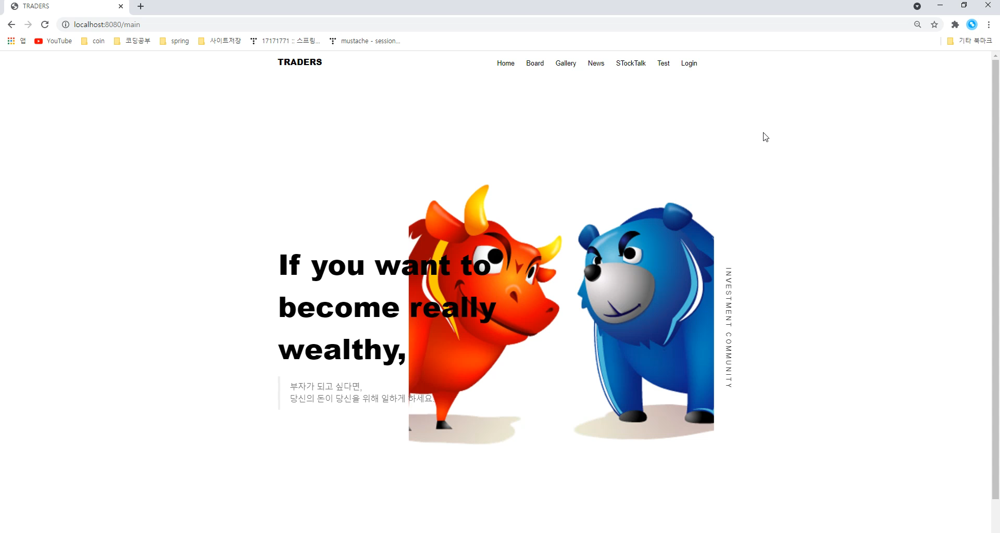 TRADERS
localhost:8080/main
앱
YouTube
coin
코딩공부
spring
사이트저장
17171771 :: 스프링...
mustache - session...
기타 북마크
TRADERS
Home
Board
Gallery
News
STockTalk
Test
Login
If you want to
become really
wealthy,
부자가 되고 싶다면,
당신의 돈이 당신을 위해 일하게 하세요.
INVESTMENT COMMUNITY